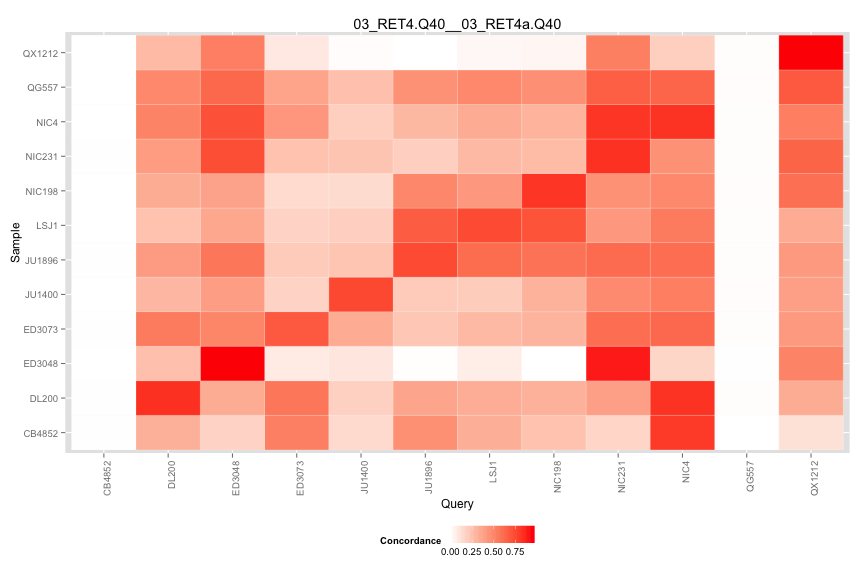 03_RET4.Q40__03_RET4a.Q40
Sample
QX1212
QG557
NIC4
NIC231
NIC198
LSJ1
JU1896
JU1400
ED3073
ED3048
DL200
CB4852
CB4852
DL200
ED3048
ED3073
JU1400
JU1896
LSJ1
NIC198
NIC231
NIC4
QG557
QX1212
Query
Concordance
0.00 0.25 0.50 0.75